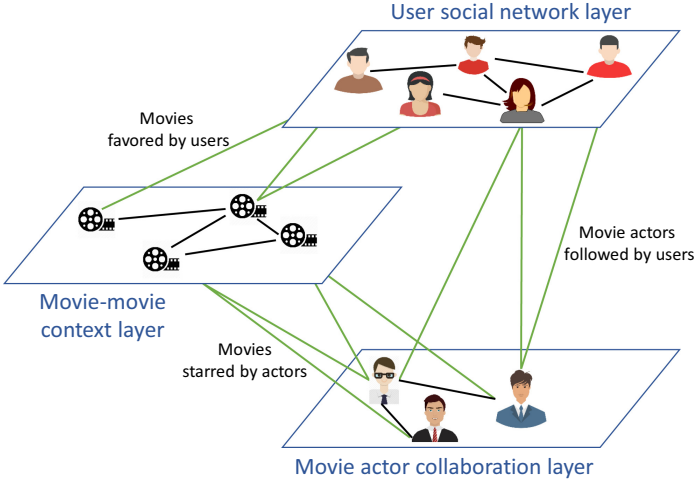 User social network layer
Movies
favored by users
Movie actors
followed by users
Movie-movie
context layer
Movies
starred by actors
Movie actor collaboration layer